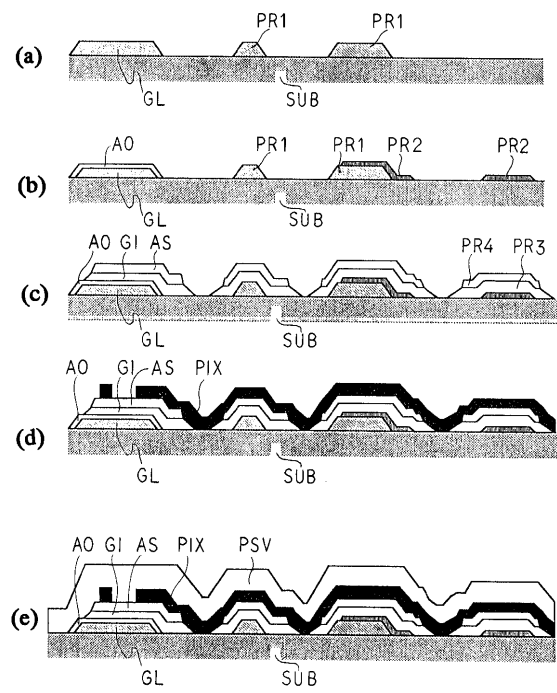 PR1 PR1
(a)
GL SUB
AO PR1 PR1 PR2 PR2
(b)
GL SUB
AO GI AS PR4 PR3
(c)
GL SUB
AO GI AS PIX
(d)
GL SUB
AO GI AS PIX PSV
(e)
GL SUB